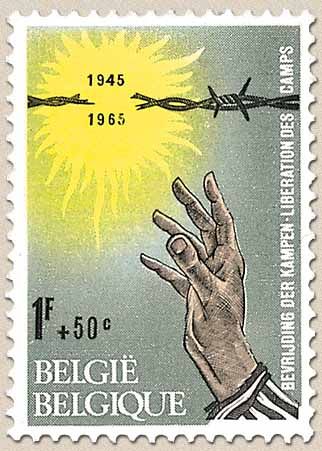 1945
1965
1F +50c
BELGIË
BELGIQUE
BEVRIJDING DER KAMPEN-LIBERATION DES CAMPS